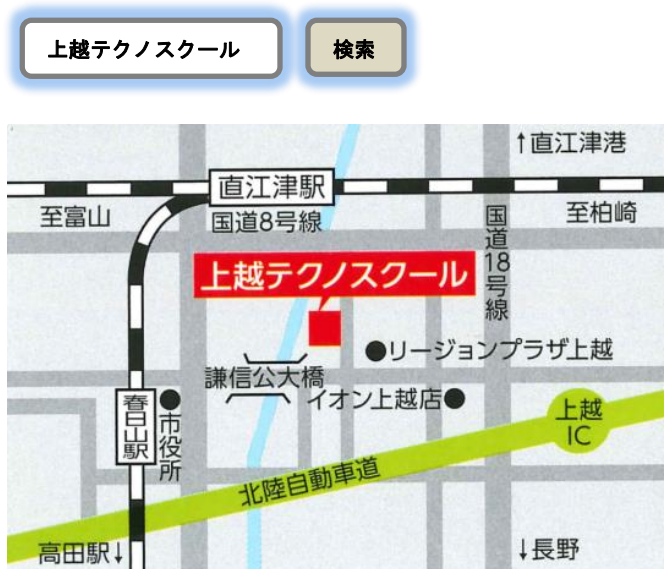 上越テクノスクール
検索
↑直江津港
直江津駅
至富山
国道8号線
国道18号線
至柏崎
上越テクノスクール
●リージョンプラザ上越
謙信公大橋
イオン上越店●
春日山駅
●市役所
上越
IC
北陸自動車道
高田駅↓
↓長野